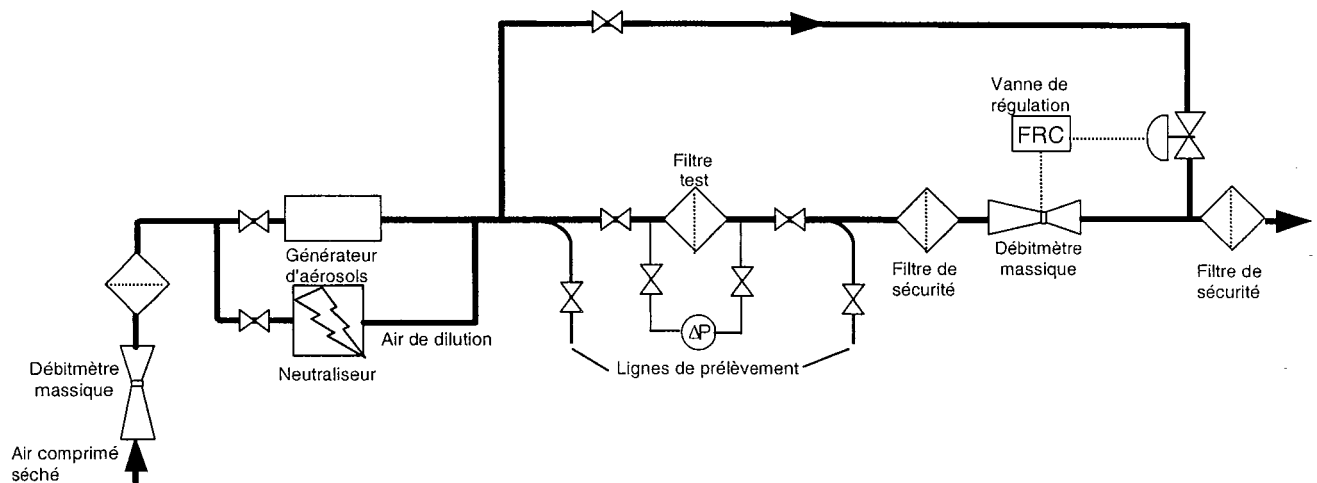 Vanne de
régulation
FRC
Filtre
test
Générateur
d'aérosols
Filtre de
sécurité
Débitmètre
massique
Filtre de
sécurité
Air de dilution
ΔP
Neutraliseur
Lignes de prélèvement
Débitmètre
massique
Air comprimé
séché